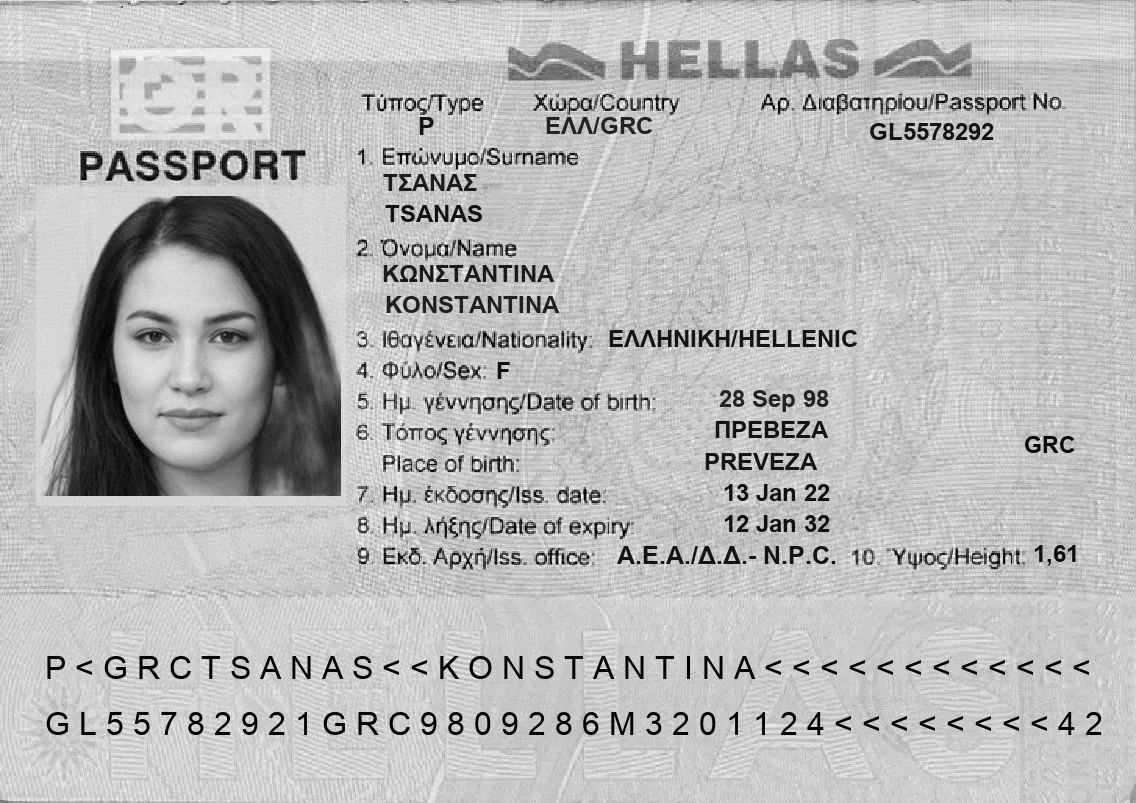 GR
HELLAS
PASSPORT
Τύπος/Type Χώρα/Country Αρ. Διαβατηρίου/Passport No.
P ΕΛΛ/GRC GL5578292
1. Επώνυμο/Surname
ΤΣΑΝΑΣ
TSANAS
2. Όνομα/Name
ΚΩΝΣΤΑΝΤΙΝΑ
KONSTANTINA
3. Ιθαγένεια/Nationality: ΕΛΛΗΝΙΚΗ/HELLENIC
4. Φύλο/Sex: F
5. Ημ. γέννησης/Date of birth: 28 Sep 98
6. Τόπος γέννησης: ΠΡΕΒΕΖΑ
Place of birth: PREVEZA GRC
7. Ημ. έκδοσης/Iss. date: 13 Jan 22
8. Ημ. λήξης/Date of expiry: 12 Jan 32
9 Εκδ. Αρχή/Iss. office: Α.Ε.Α./Δ.Δ.- N.P.C. 10. Ύψος/Height: 1,61
HELLAS
P<GRCTSANAS<<KONSTANTINA<<<<<<<<<<<<
GL55782921GRC9809286M3201124<<<<<<<<42